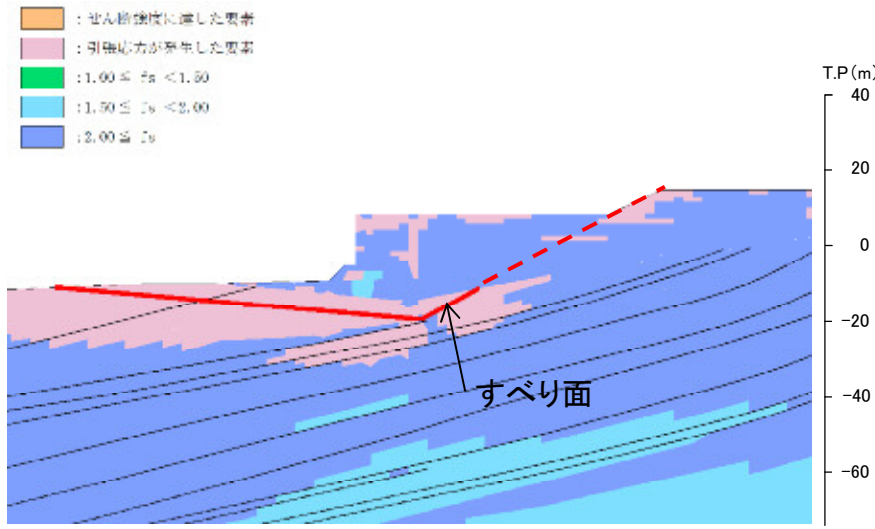 ：せん断強度に達した要素
：引張応力が発生した要素
：1.00≦ fs <1.50
：1.50≦ fs <2.00
：2.00≦ fs
T.P(m)
40
20
0
-20
-40
-60
すべり面